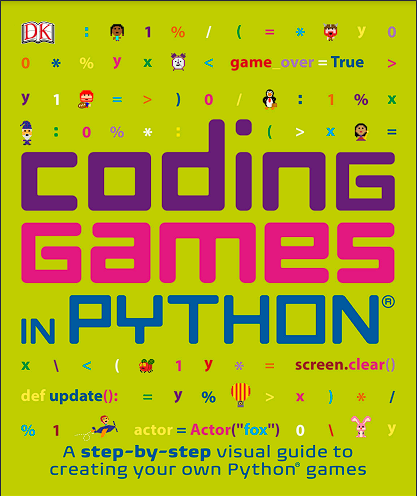 DK : 1 % / ( = * y 0
0 * % y x < game_over = True >
y 1 = > ) 0 / : 1 % x
: 0 % * : ( > x =
CODING
GAMES
IN PYTHON®
x \ < ( 1 y * = screen.clear()
def update(): = y % > x ) * /
% 1 actor = Actor("fox") 0 \ y
A step-by-step visual guide to
creating your own Python® games